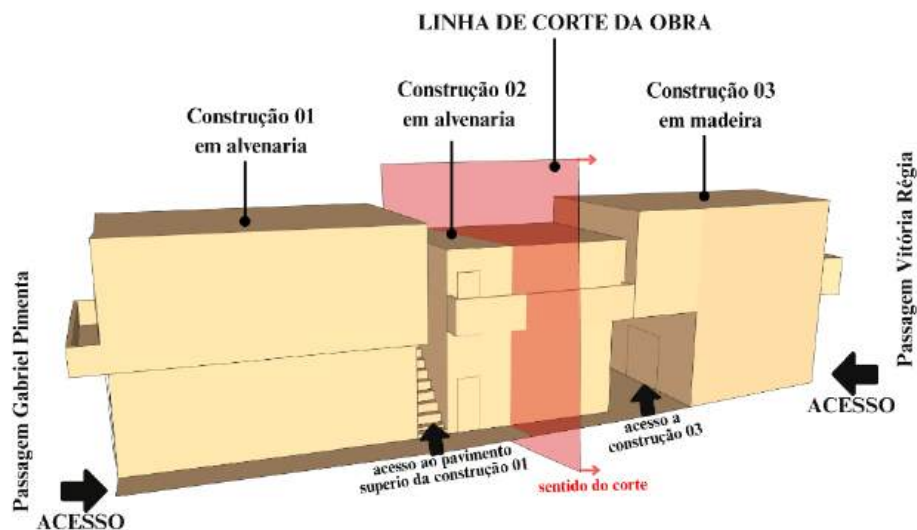 LINHA DE CORTE DA OBRA
Construção 01
em alvenaria
Construção 02
em alvenaria
Construção 03
em madeira
Passagem Gabriel Pimenta
Passagem Vitória Régia
ACESSO
acesso ao pavimento
superio da construção 01
sentido do corte
acesso a
construção 03
ACESSO